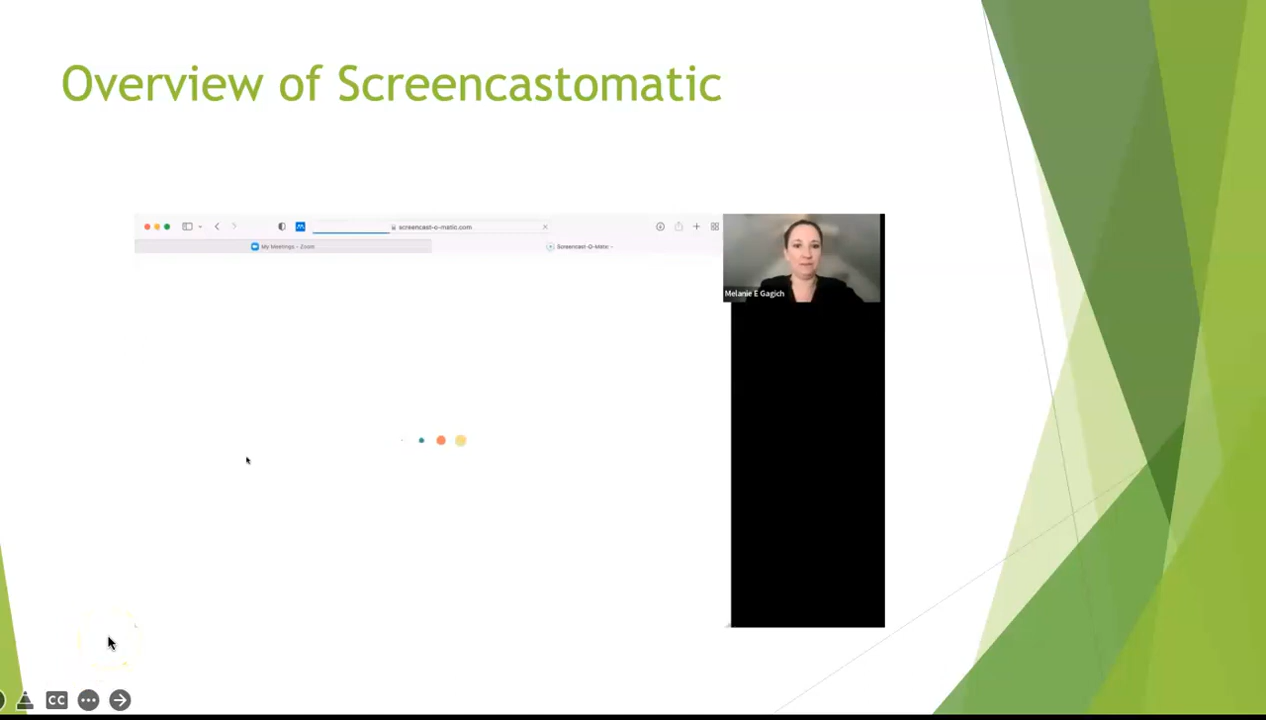 Overview of Screencastomatic
screencast-o-matic.com
My Meetings - Zoom
Screencast-O-Matic -
Melanie E Gagich
CC